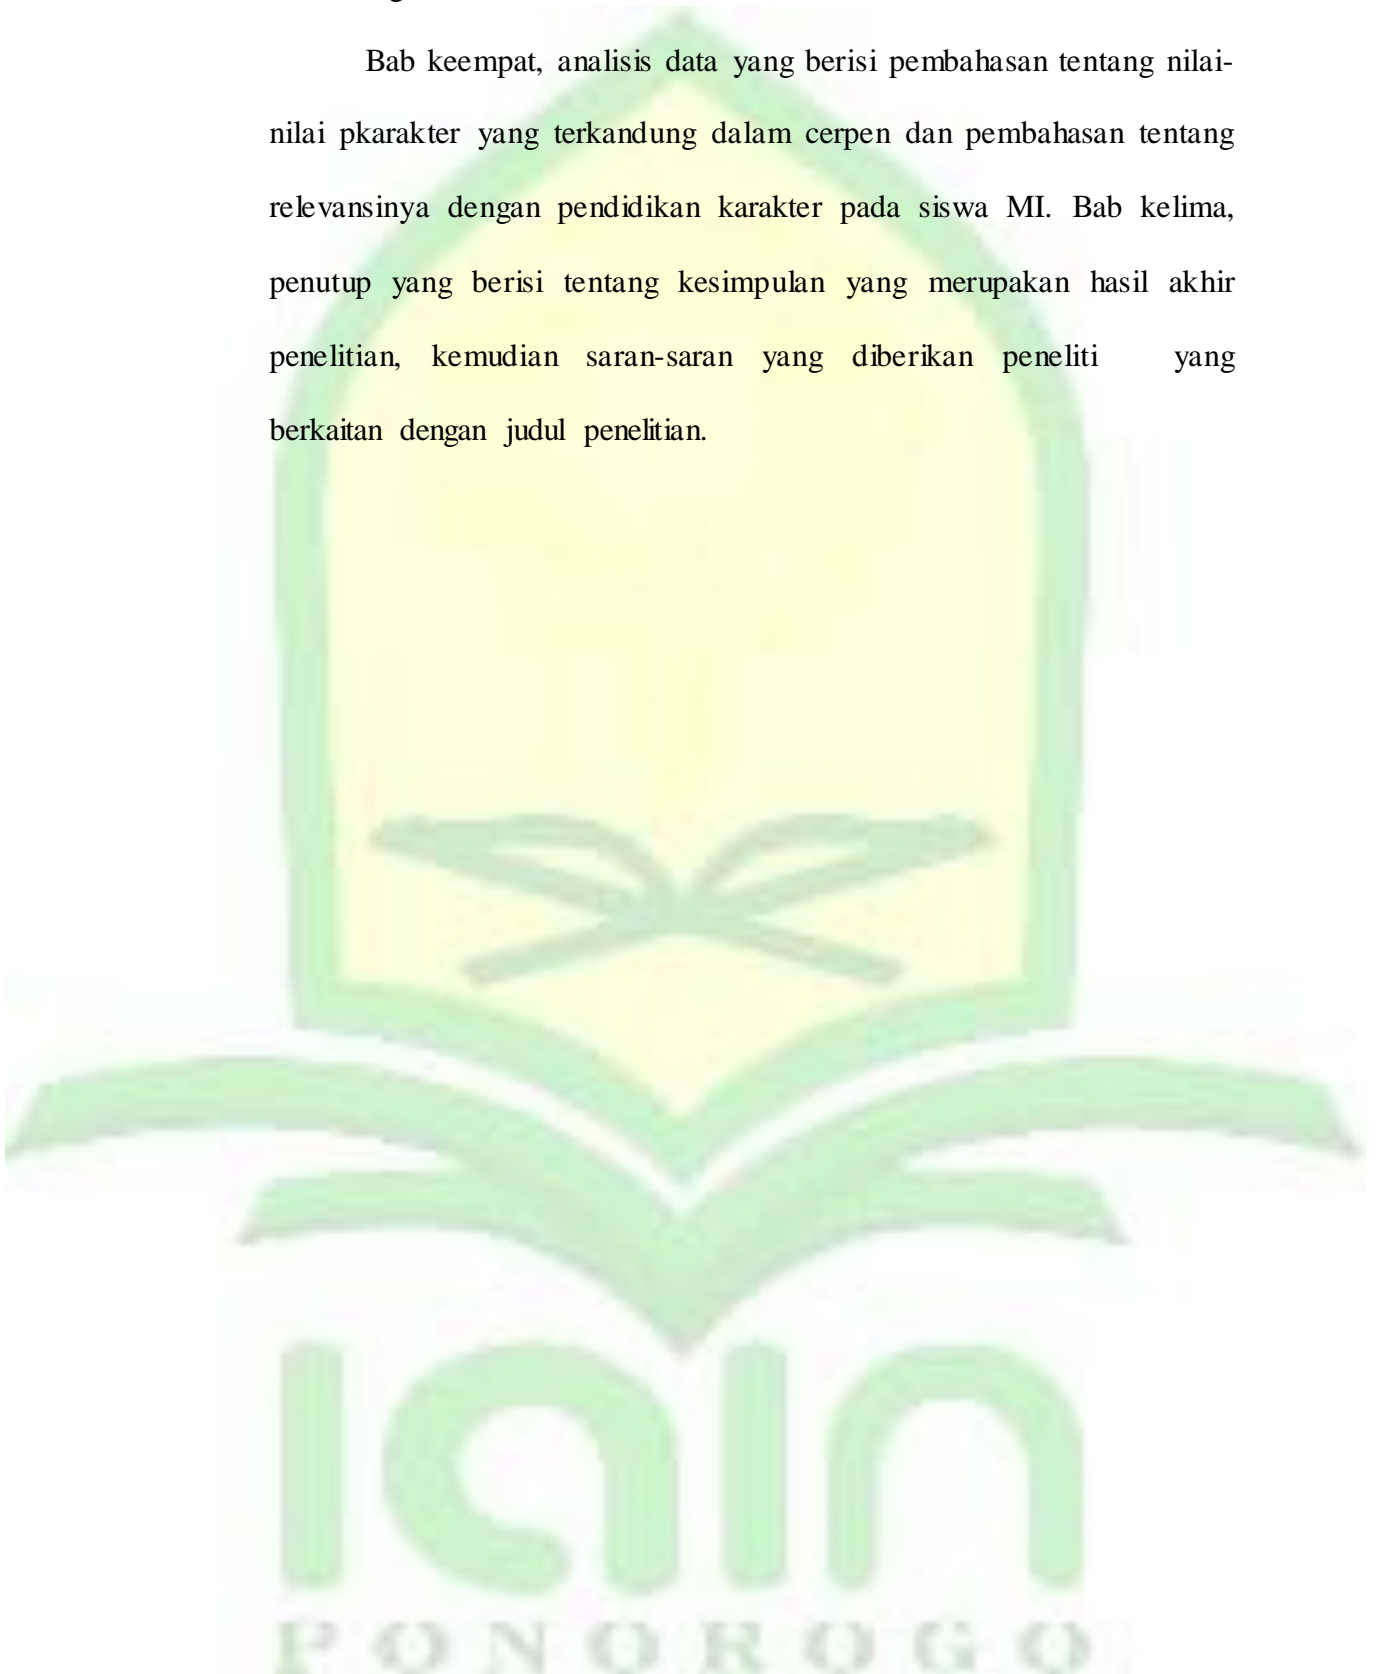 Bab keempat, analisis data yang berisi pembahasan tentang nilai-
nilai pkarakter yang terkandung dalam cerpen dan pembahasan tentang
relevansinya dengan pendidikan karakter pada siswa MI. Bab kelima,
penutup yang berisi tentang kesimpulan yang merupakan hasil akhir
penelitian, kemudian saran-saran yang diberikan peneliti yang
berkaitan dengan judul penelitian.
iain
PONOROGO